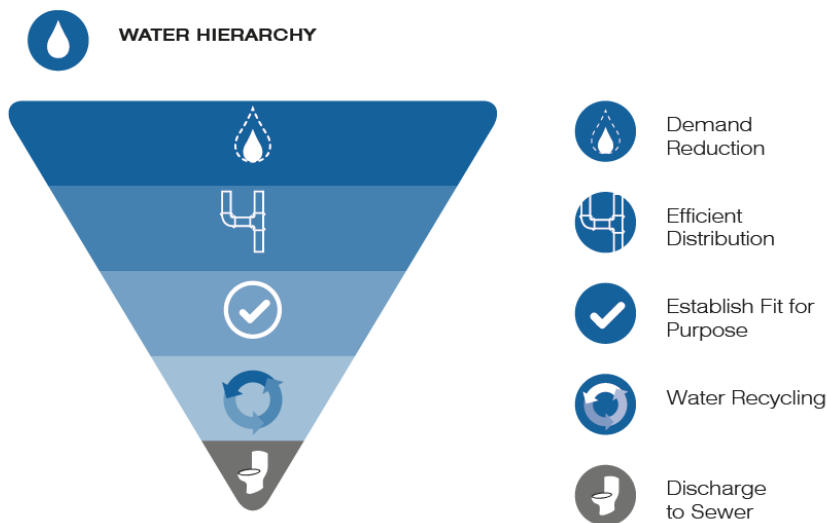 WATER HIERARCHY
Demand
Reduction
Efficient
Distribution
Establish Fit for
Purpose
Water Recycling
Discharge
to Sewer